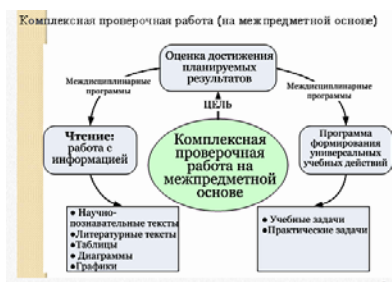 Комплексная проверочная работа (на межпредметной основе)
Оценка достижения
планируемых
результатов
Междисциплинарные
программы
Междисциплинарные
программы
ЦЕЛЬ
Чтение:
работа с
информацией
Комплексная
проверочная
работа на
межпредметной
основе
Программа
формирования
универсальных
учебных действий
● Научно-
познавательные тексты
●Литературные тексты
●Таблицы
● Диаграммы
●Графики
● Учебные задачи
●Практические задачи